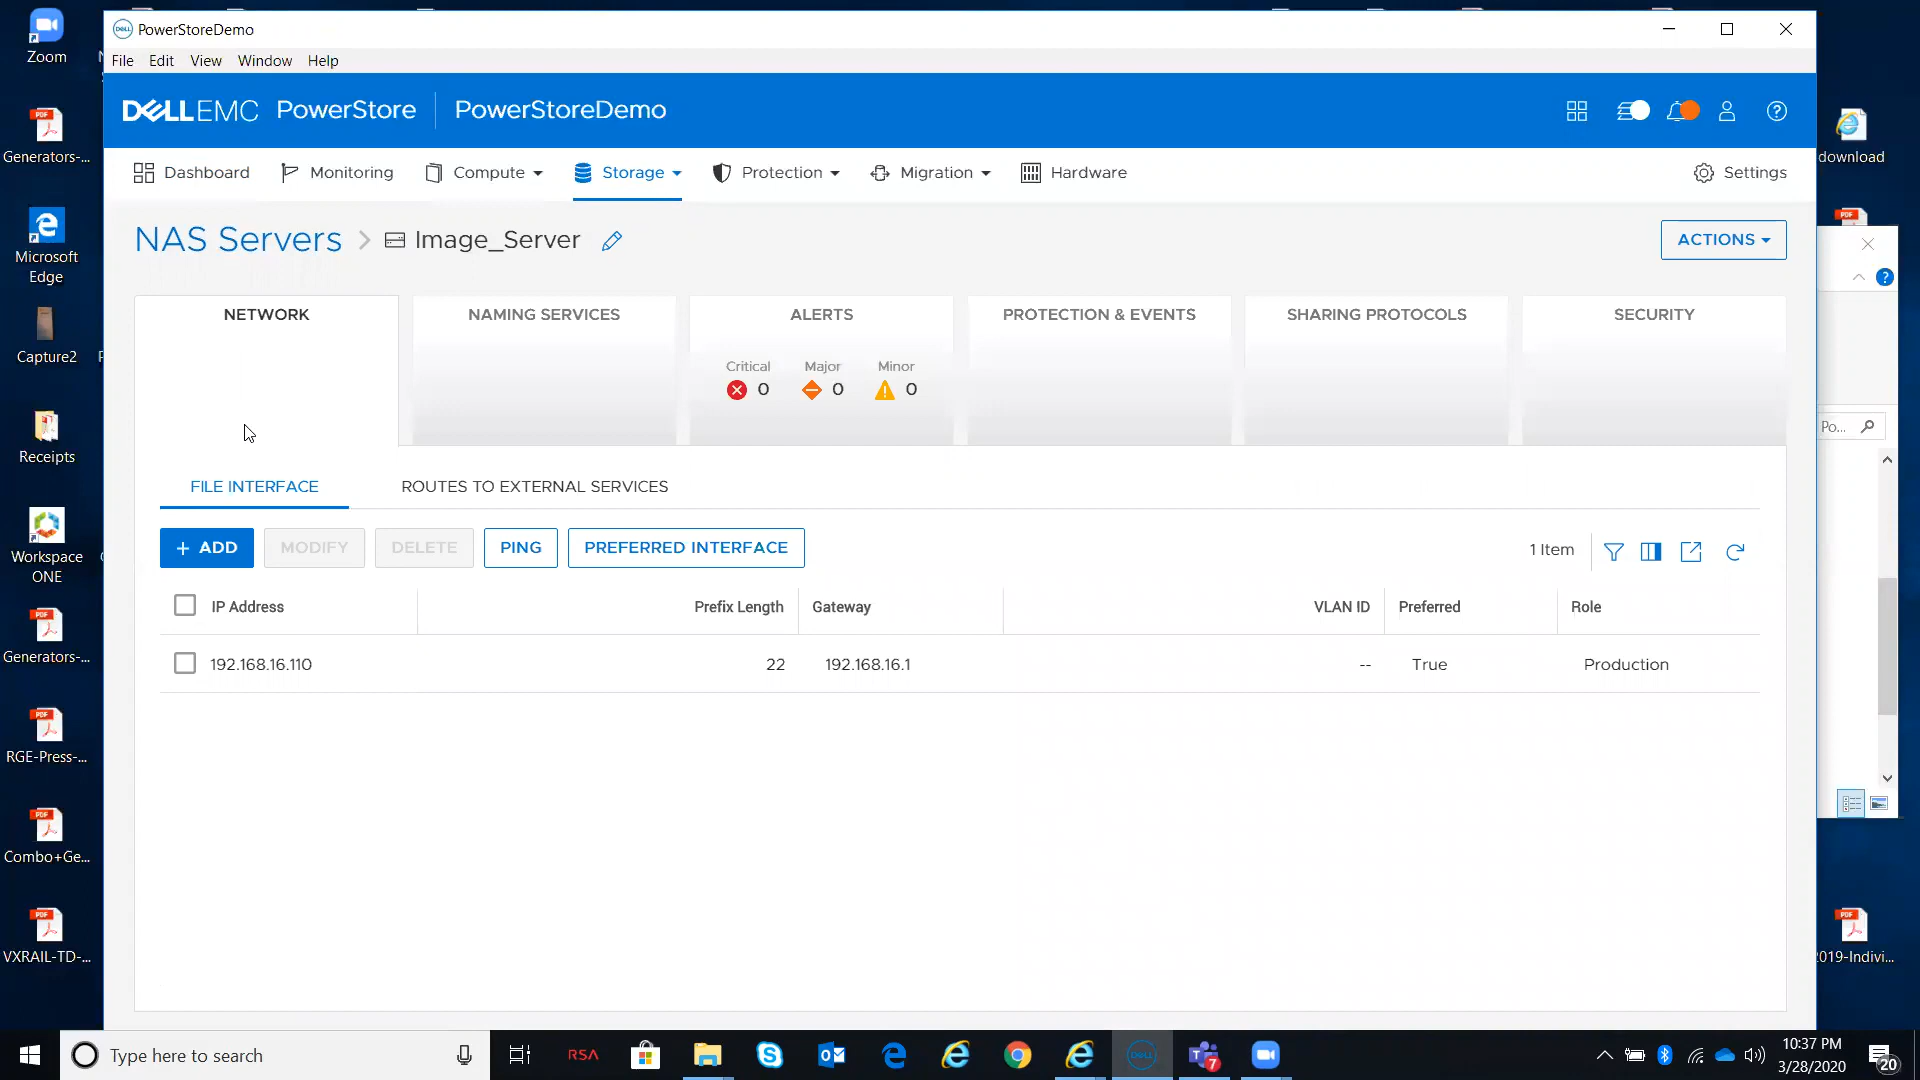 PowerStoreDemo
File Edit View Window Help
DELLEMC PowerStore PowerStoreDemo
Dashboard Monitoring Compute Storage Protection Migration Hardware Settings
NAS Servers > Image_Server
ACTIONS
NETWORK
NAMING SERVICES
ALERTS
PROTECTION & EVENTS
SHARING PROTOCOLS
SECURITY
Critical Major Minor
0 0 0
FILE INTERFACE ROUTES TO EXTERNAL SERVICES
+ ADD MODIFY DELETE PING PREFERRED INTERFACE
1 Item
IP Address Prefix Length Gateway VLAN ID Preferred Role
192.168.16.110 22 192.168.16.1 -- True Production
Zoom
Generators-...
Microsoft
Edge
Capture2
Receipts
Workspace
ONE
Generators-...
RGE-Press-...
Combo+Ge...
VXRAIL-TD-...
download
Po...
2019-Indivi...
Type here to search
RSA
DELL
7
10:37 PM
3/28/2020
20